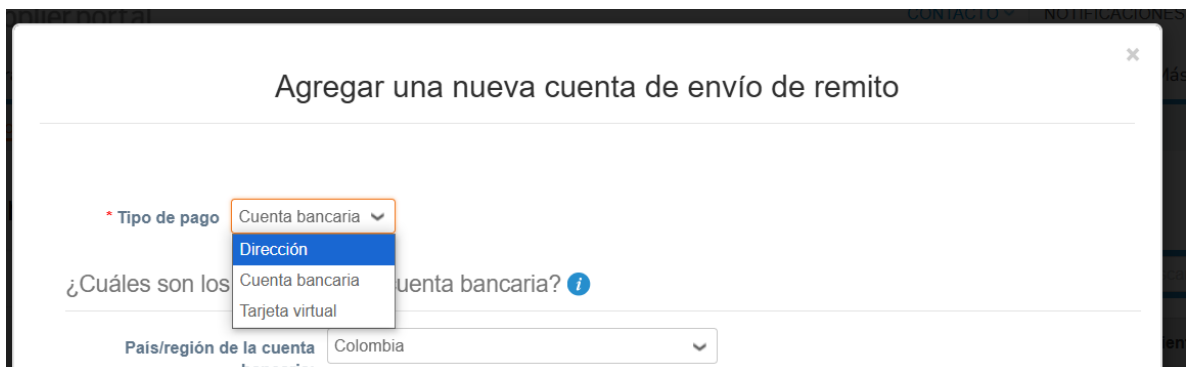 CONTACTO
NOTIFICACIONES
Agregar una nueva cuenta de envío de remito
×
* Tipo de pago Cuenta bancaria
Dirección
¿Cuáles son los Cuenta bancaria uenta bancaria? i
Tarjeta virtual
País/región de la cuenta Colombia